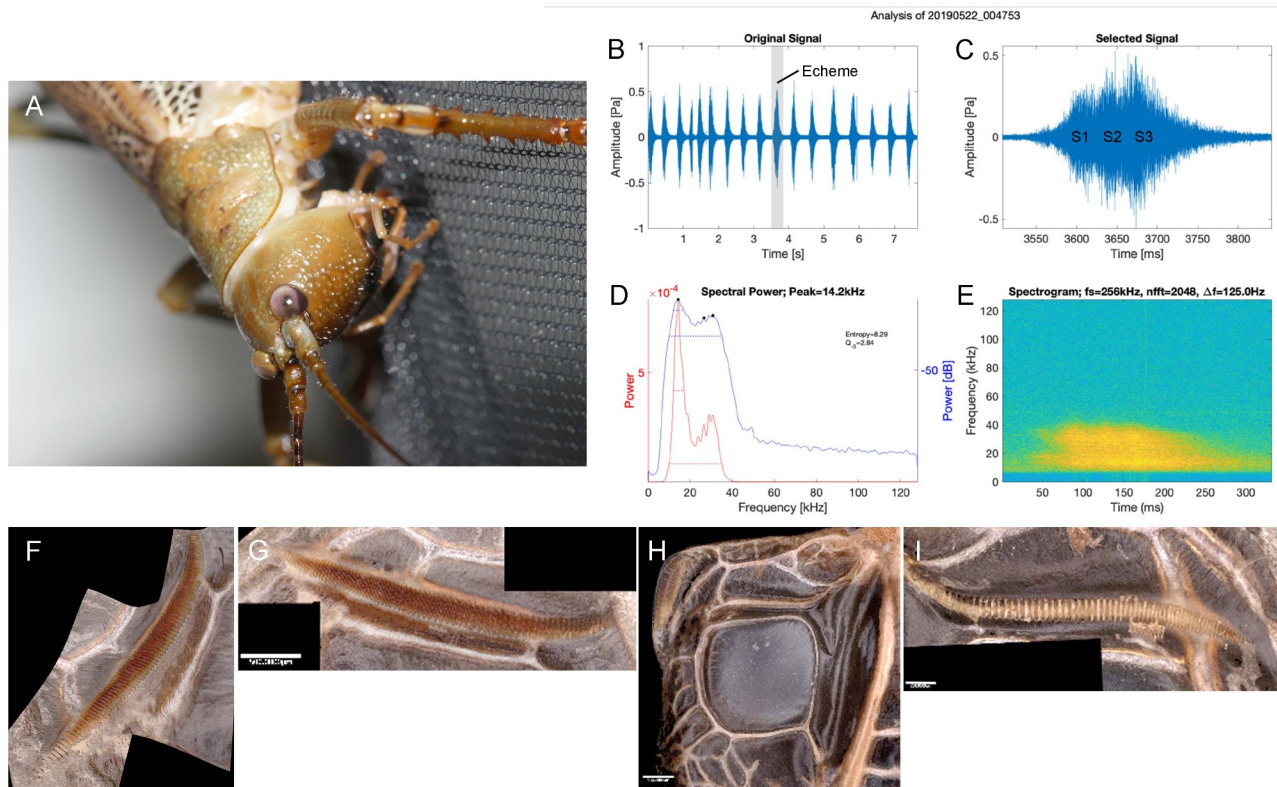 Analysis of 20190522_004753
A
B
Original Signal
Echeme
Amplitude [Pa]
1
0.5
0
-0.5
-1
1 2 3 4 5 6 7
Time [s]
C
Selected Signal
Amplitude [Pa]
0.5
0
-0.5
S1 S2 S3
3550 3600 3650 3700 3750 3800
Time [ms]
D
×10⁻⁴
Spectral Power; Peak=14.2kHz
Entropy=8.29
Q₋₃=2.84
Power
5
Power [dB]
-50
0 20 40 60 80 100 120
Frequency [kHz]
E
Spectrogram; fs=256kHz, nfft=2048, Δf=125.0Hz
Frequency (kHz)
120
100
80
60
40
20
0
50 100 150 200 250 300
Time (ms)
F
G
H
I